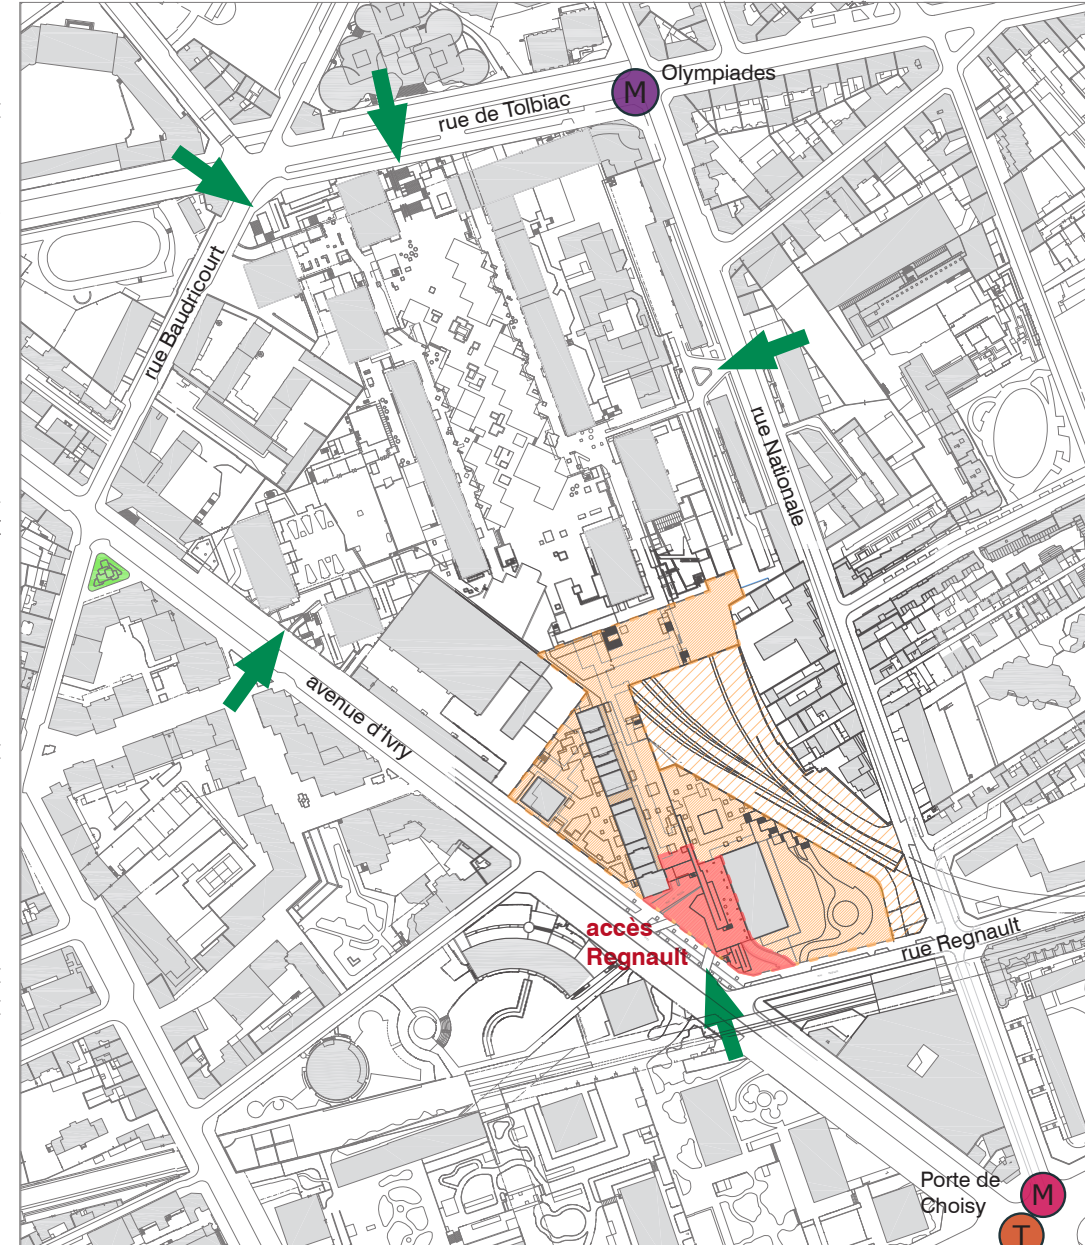 Olympiades
M
rue de Tolbiac
rue Baudricourt
rue Nationale
avenue d'Ivry
accès
Regnault
rue Regnault
Porte de
Choisy
M
T